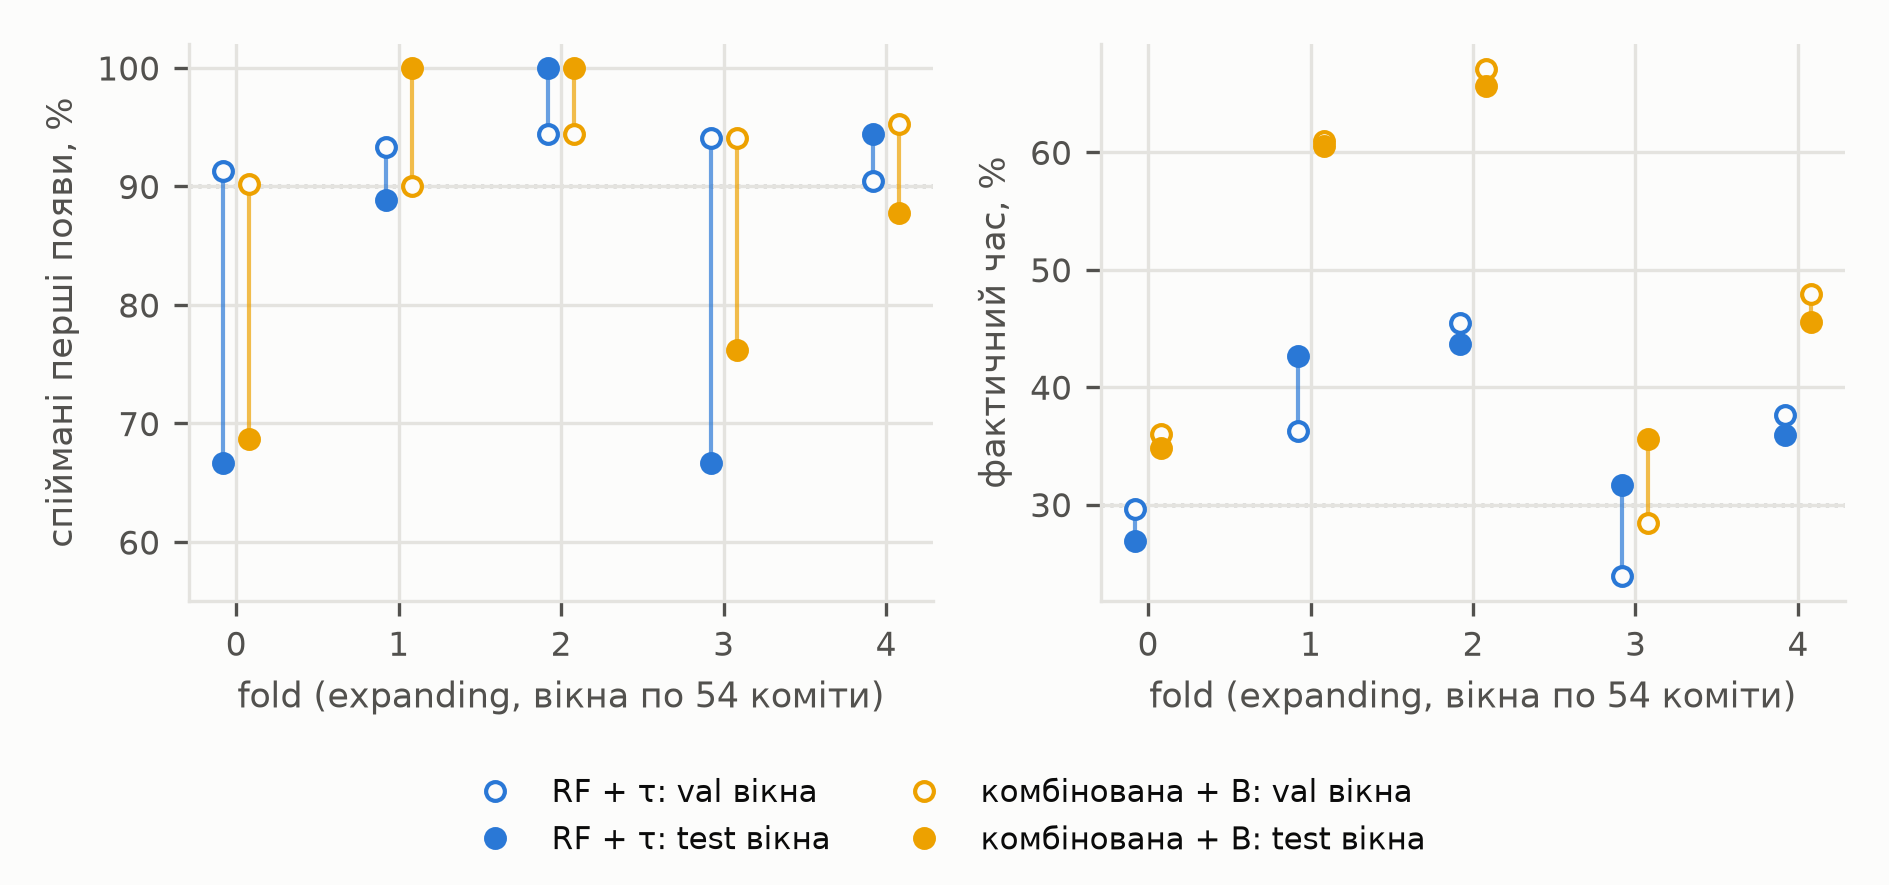 спіймані перші появи, %
100
90
80
70
60
0 1 2 3 4
fold (expanding, вікна по 54 коміти)
фактичний час, %
60
50
40
30
0 1 2 3 4
fold (expanding, вікна по 54 коміти)
RF + τ: val вікна
RF + τ: test вікна
комбінована + B: val вікна
комбінована + B: test вікна